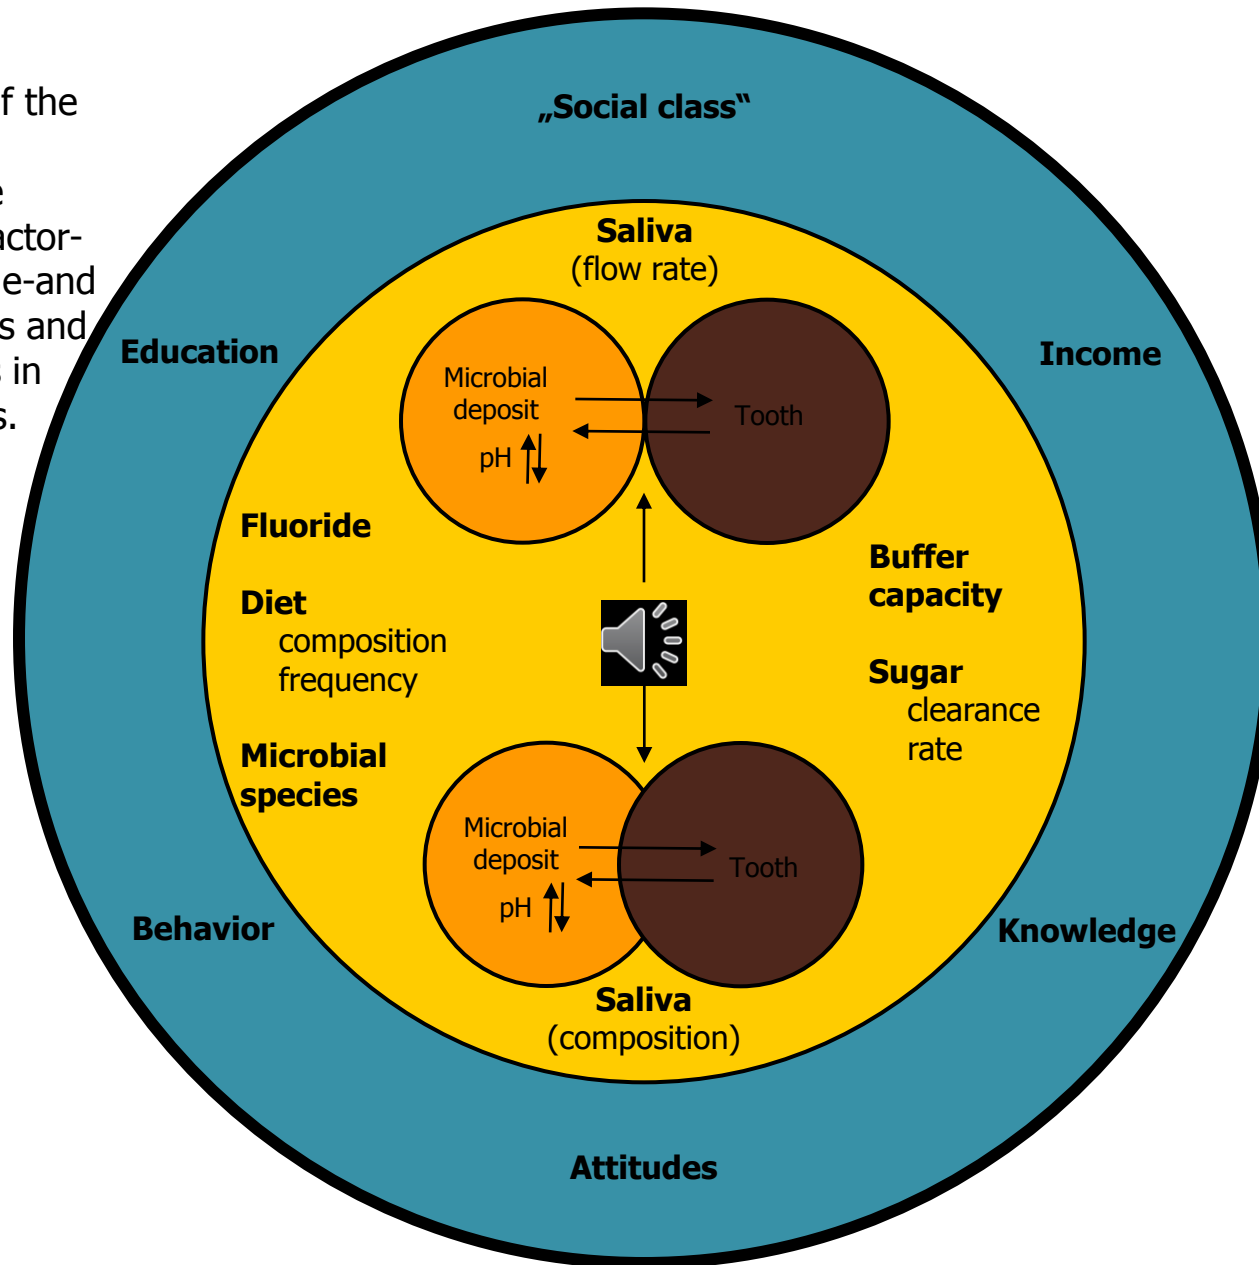 f the
e
actor-
e-and
s and
s in
s.
„Social class“
Saliva
(flow rate)
Education
Income
Microbial
deposit
pH
Tooth
Fluoride
Diet
composition
frequency
Microbial
species
Buffer
capacity
Sugar
clearance
rate
Microbial
deposit
pH
Tooth
Behavior
Knowledge
Saliva
(composition)
Attitudes